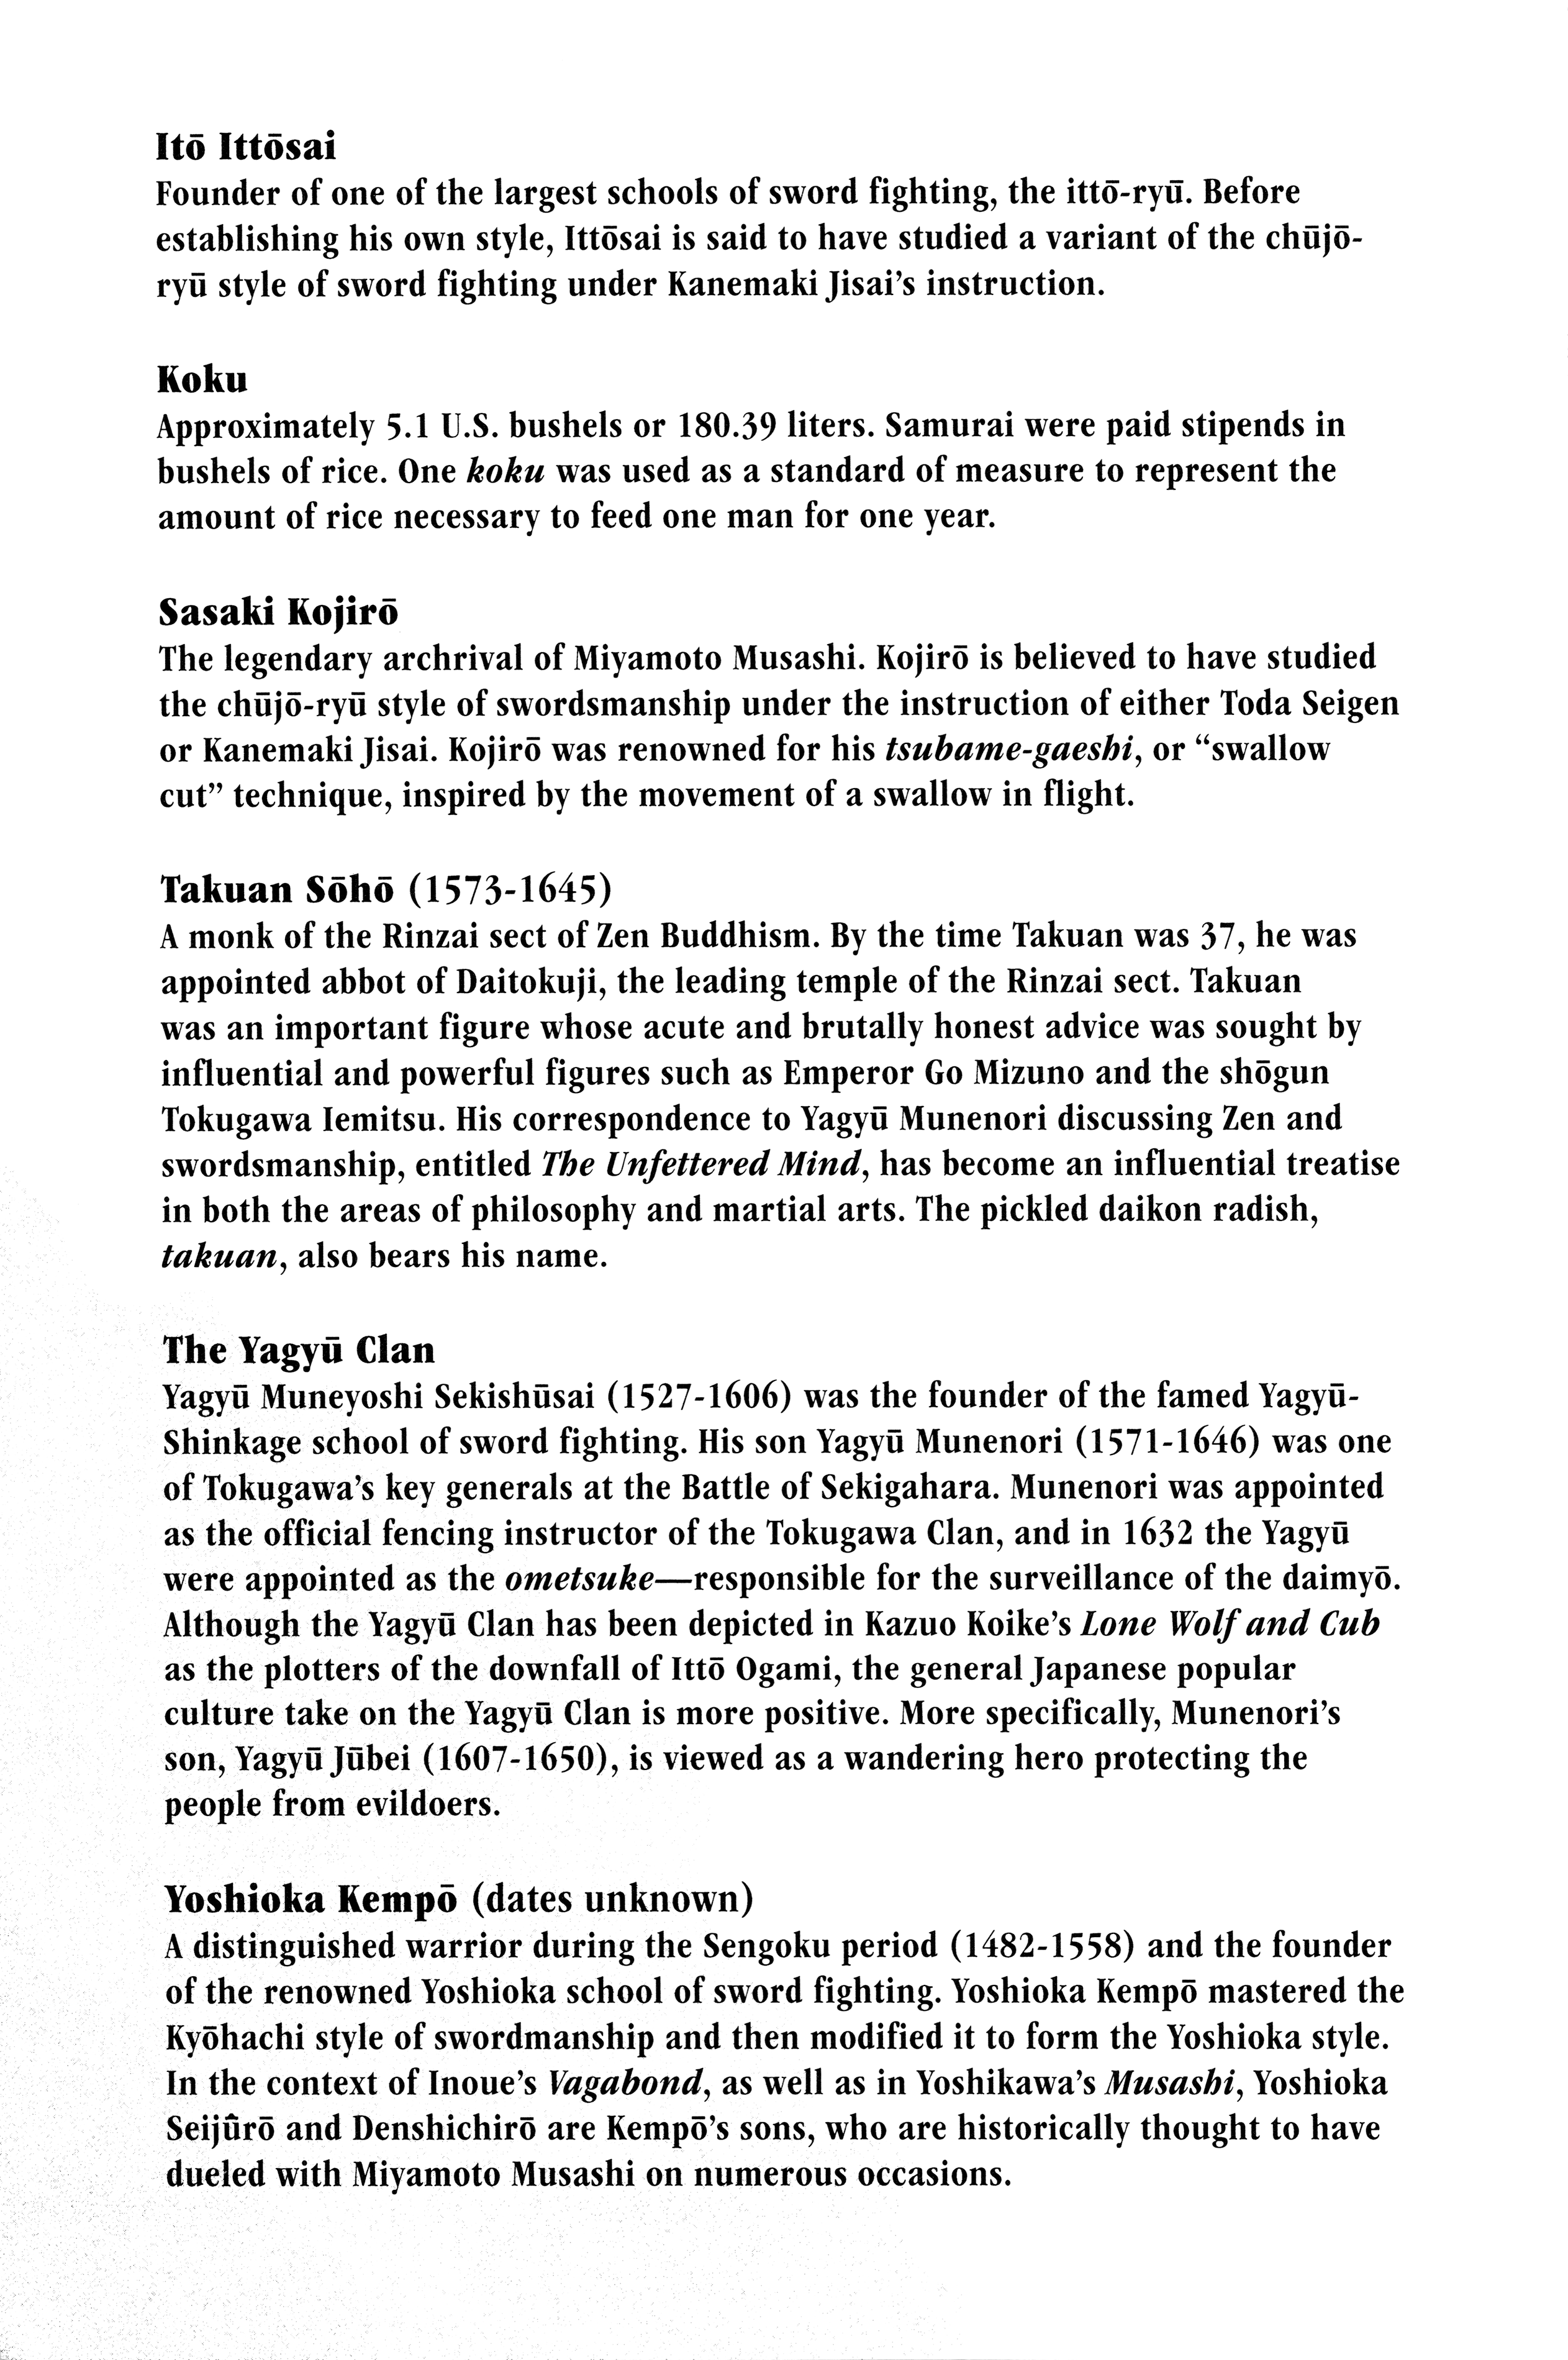 Itō Ittōsai
Founder of one of the largest schools of sword fighting, the ittō-ryū. Before
establishing his own style, Ittōsai is said to have studied a variant of the chūjō-
ryū style of sword fighting under Kanemaki Jisai's instruction.
Koku
Approximately 5.1 U.S. bushels or 180.39 liters. Samurai were paid stipends in
bushels of rice. One koku was used as a standard of measure to represent the
amount of rice necessary to feed one man for one year.
Sasaki Kojirō
The legendary archrival of Miyamoto Musashi. Kojirō is believed to have studied
the chūjō-ryū style of swordsmanship under the instruction of either Toda Seigen
or Kanemaki Jisai. Kojirō was renowned for his tsubame-gaeshi, or “swallow
cut” technique, inspired by the movement of a swallow in flight.
Takuan Sōhō (1573-1645)
A monk of the Rinzai sect of Zen Buddhism. By the time Takuan was 37, he was
appointed abbot of Daitokuji, the leading temple of the Rinzai sect. Takuan
was an important figure whose acute and brutally honest advice was sought by
influential and powerful figures such as Emperor Go Mizuno and the shōgun
Tokugawa Iemitsu. His correspondence to Yagyū Munenori discussing Zen and
swordsmanship, entitled The Unfettered Mind, has become an influential treatise
in both the areas of philosophy and martial arts. The pickled daikon radish,
takuan, also bears his name.
The Yagyū Clan
Yagyū Muneyoshi Sekishūsai (1527-1606) was the founder of the famed Yagyū-
Shinkage school of sword fighting. His son Yagyū Munenori (1571-1646) was one
of Tokugawa's key generals at the Battle of Sekigahara. Munenori was appointed
as the official fencing instructor of the Tokugawa Clan, and in 1632 the Yagyū
were appointed as the ometsuke—responsible for the surveillance of the daimyō.
Although the Yagyū Clan has been depicted in Kazuo Koike's Lone Wolf and Cub
as the plotters of the downfall of Ittō Ogami, the general Japanese popular
culture take on the Yagyū Clan is more positive. More specifically, Munenori's
son, Yagyū Jūbei (1607-1650), is viewed as a wandering hero protecting the
people from evildoers.
Yoshioka Kempō (dates unknown)
A distinguished warrior during the Sengoku period (1482-1558) and the founder
of the renowned Yoshioka school of sword fighting. Yoshioka Kempō mastered the
Kyōhachi style of swordmanship and then modified it to form the Yoshioka style.
In the context of Inoue's Vagabond, as well as in Yoshikawa's Musashi, Yoshioka
Seijûrō and Denshichirō are Kempō's sons, who are historically thought to have
dueled with Miyamoto Musashi on numerous occasions.